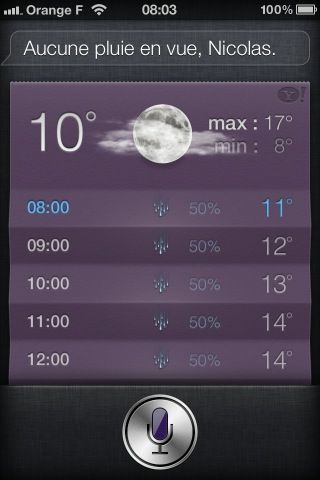 Orange F 08:03 100%
Aucune pluie en vue, Nicolas.
Y!
10° max : 17°
min : 8°
08:00 50% 11°
09:00 50% 12°
10:00 50% 13°
11:00 50% 14°
12:00 50% 14°